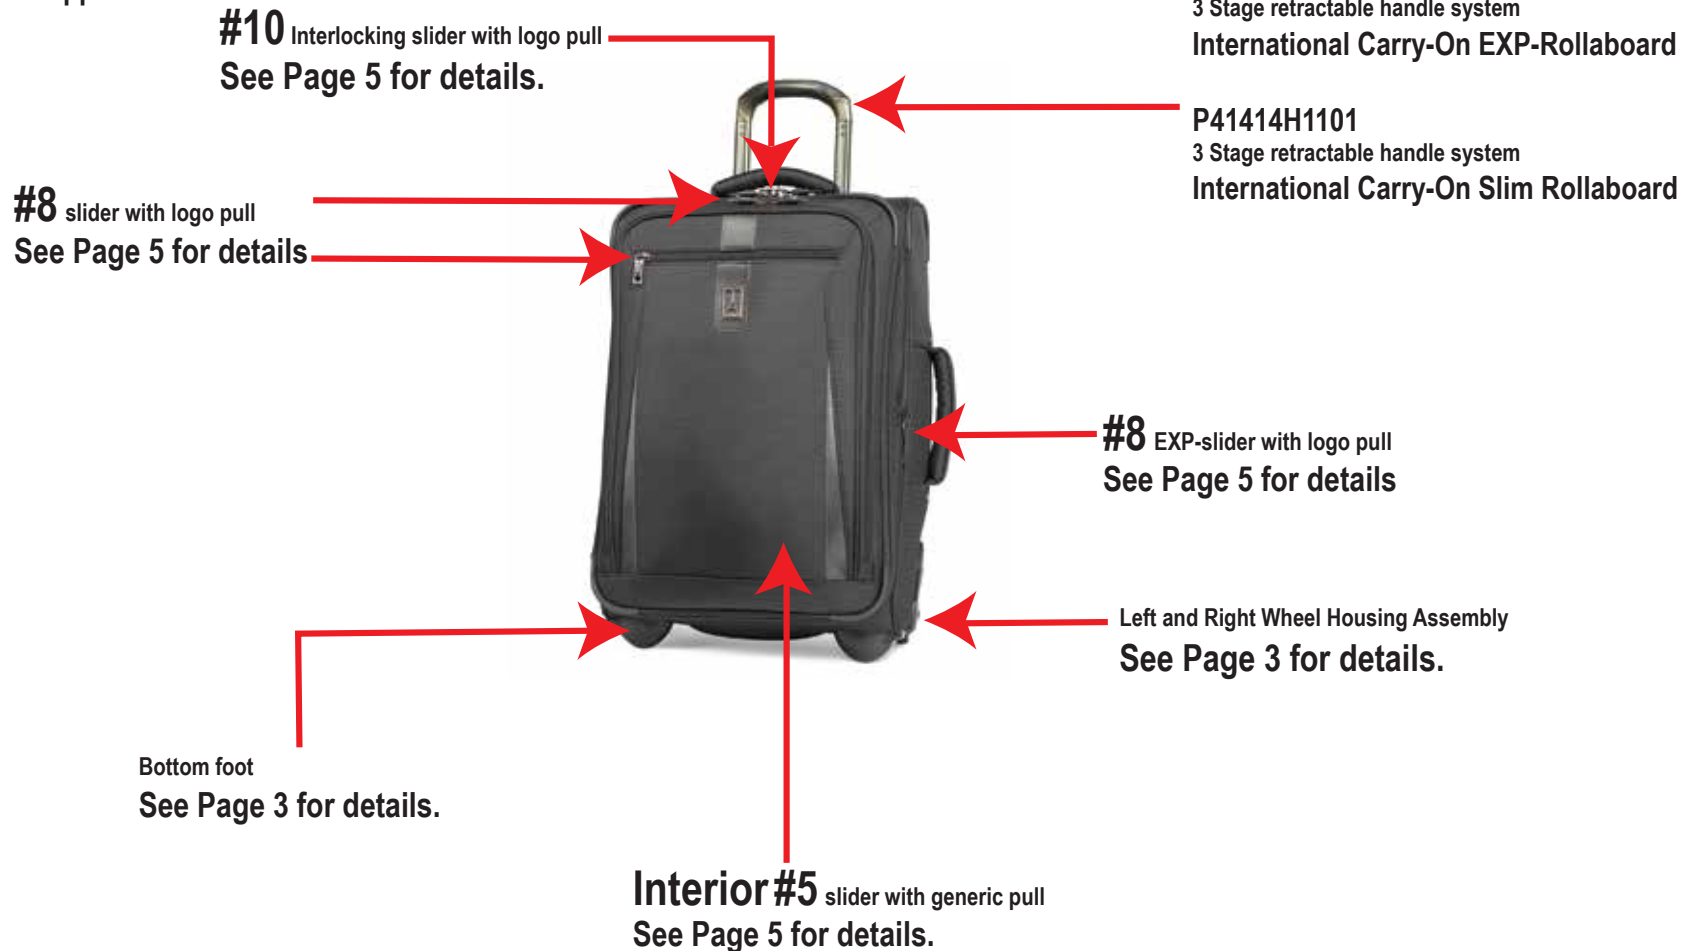 3 Stage retractable handle system
International Carry-On EXP-Rollaboard
#10 Interlocking slider with logo pull
See Page 5 for details.
P41414H1101
3 Stage retractable handle system
International Carry-On Slim Rollaboard
#8 slider with logo pull
See Page 5 for details
#8 EXP-slider with logo pull
See Page 5 for details
Left and Right Wheel Housing Assembly
See Page 3 for details.
Bottom foot
See Page 3 for details.
Interior #5 slider with generic pull
See Page 5 for details.